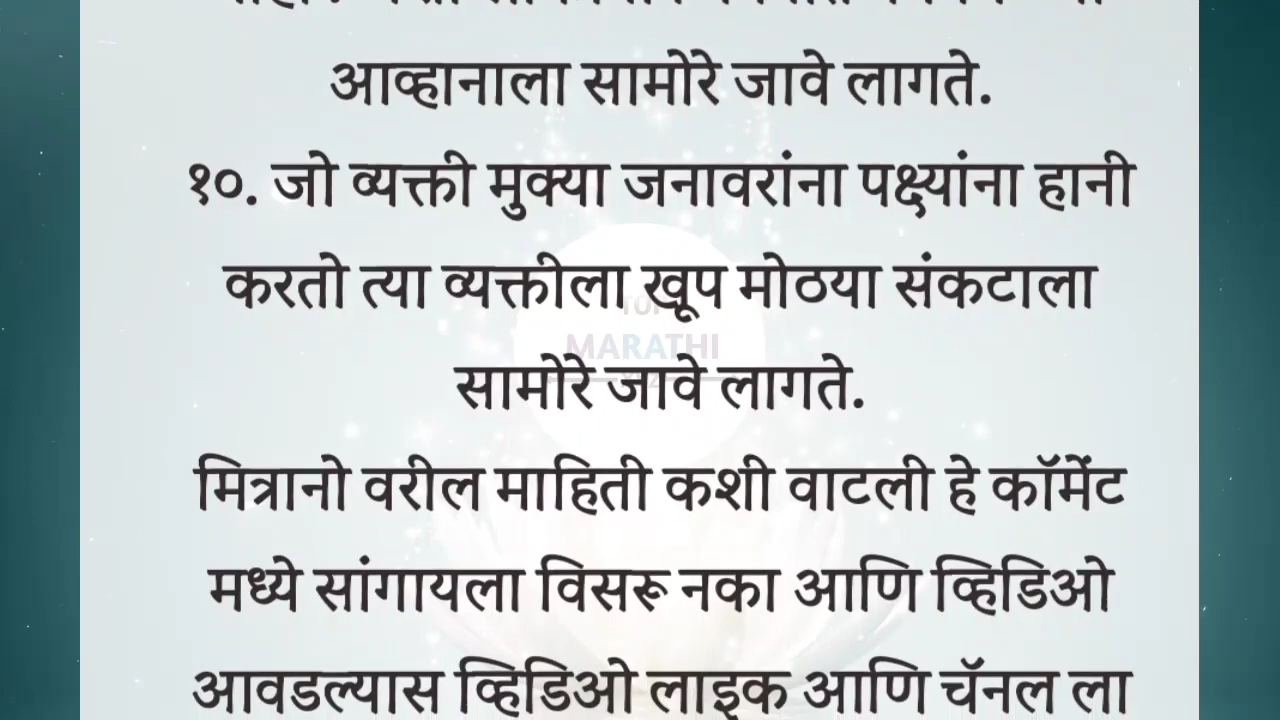 आव्हानाला सामोरे जावे लागते.
१०. जो व्यक्ती मुक्या जनावरांना पक्ष्यांना हानी
करतो त्या व्यक्तीला खूप मोठया संकटाला
MARATHI
सामोरे जावे लागते.
मित्रानो वरील माहिती कशी वाटली हे कॉमेंट
मध्ये सांगायला विसरू नका आणि व्हिडिओ
आवडल्यास व्हिडिओ लाइक आणि चॅनल ला